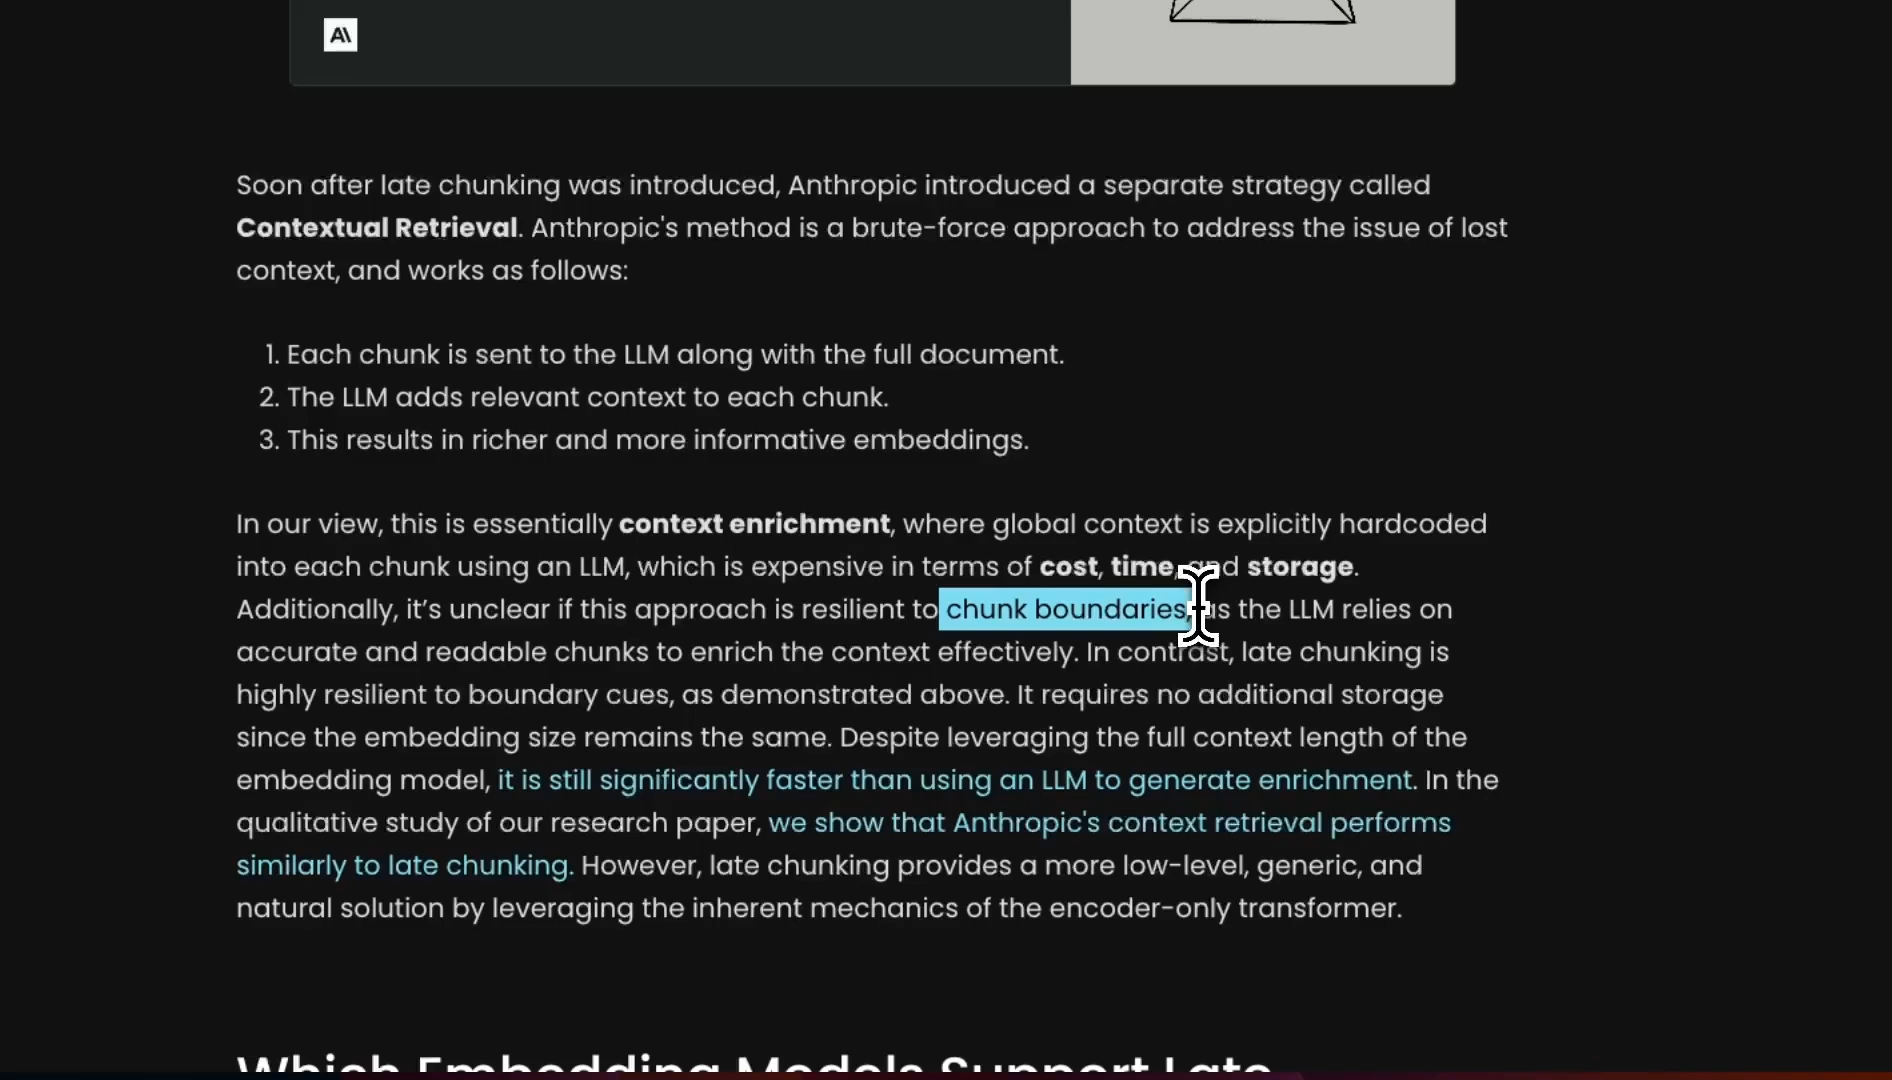 A\
Soon after late chunking was introduced, Anthropic introduced a separate strategy called
Contextual Retrieval. Anthropic's method is a brute-force approach to address the issue of lost
context, and works as follows:
1. Each chunk is sent to the LLM along with the full document.
2. The LLM adds relevant context to each chunk.
3. This results in richer and more informative embeddings.
In our view, this is essentially context enrichment, where global context is explicitly hardcoded
into each chunk using an LLM, which is expensive in terms of cost, time, and storage.
Additionally, it’s unclear if this approach is resilient to chunk boundaries, as the LLM relies on
accurate and readable chunks to enrich the context effectively. In contrast, late chunking is
highly resilient to boundary cues, as demonstrated above. It requires no additional storage
since the embedding size remains the same. Despite leveraging the full context length of the
embedding model, it is still significantly faster than using an LLM to generate enrichment. In the
qualitative study of our research paper, we show that Anthropic's context retrieval performs
similarly to late chunking. However, late chunking provides a more low-level, generic, and
natural solution by leveraging the inherent mechanics of the encoder-only transformer.
Which Embedding Models Support Late